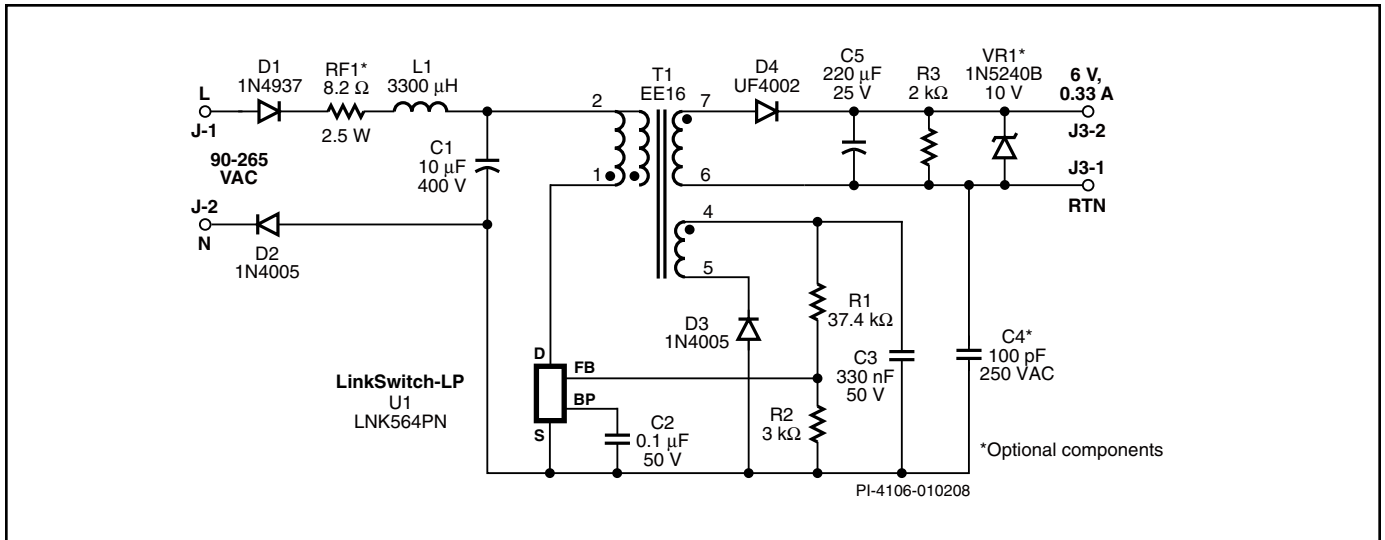 D1
1N4937
RF1*
8.2 Ω
2.5 W
L1
3300 µH
L
J-1
90-265
VAC
J-2
N
D2
1N4005
C1
10 µF
400 V
T1
EE16
2
1
7
6
4
5
D4
UF4002
C5
220 µF
25 V
R3
2 kΩ
VR1*
1N5240B
10 V
6 V,
0.33 A
J3-2
J3-1
RTN
D3
1N4005
R1
37.4 kΩ
C3
330 nF
50 V
C4*
100 pF
250 VAC
LinkSwitch-LP
U1
LNK564PN
D
FB
BP
S
C2
0.1 µF
50 V
R2
3 kΩ
*Optional components
PI-4106-010208